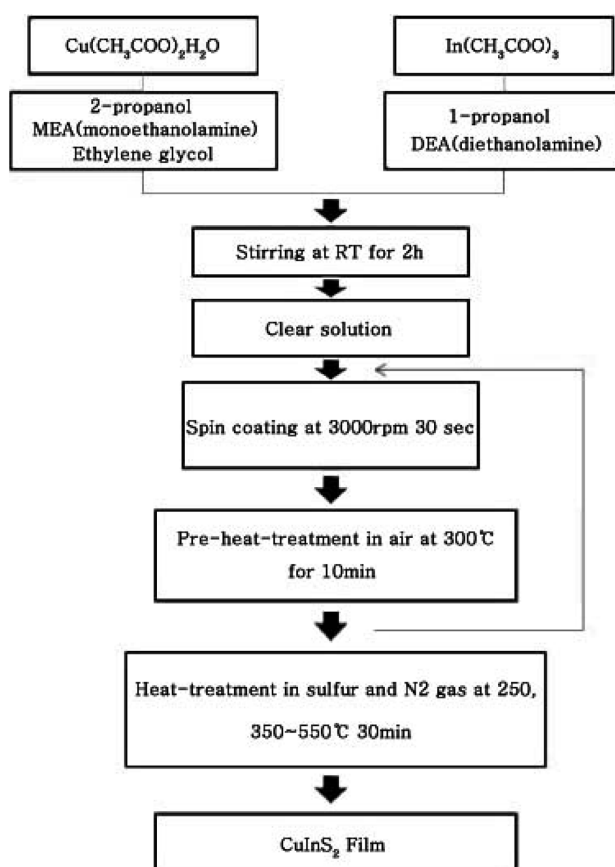 Cu(CH₃COO)₂H₂O
In(CH₃COO)₃
2-propanol
MEA(monoethanolamine)
Ethylene glycol
1-propanol
DEA(diethanolamine)
Stirring at RT for 2h
Clear solution
Spin coating at 3000rpm 30 sec
Pre-heat-treatment in air at 300℃
for 10min
Heat-treatment in sulfur and N2 gas at 250,
350~550℃ 30min
CuInS₂ Film